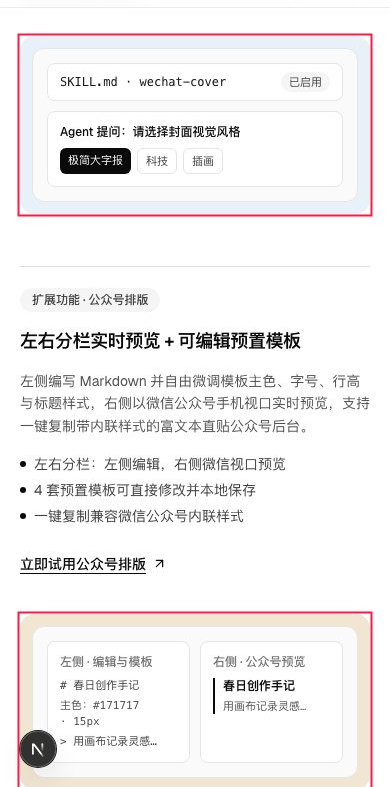 SKILL.md · wechat-cover
已启用
Agent 提问：请选择封面视觉风格
极简大字报
科技
插画
扩展功能 · 公众号排版
左右分栏实时预览 + 可编辑预置模板
左侧编写 Markdown 并自由微调模板主色、字号、行高
与标题样式，右侧以微信公众号手机视口实时预览，支持
一键复制带内联样式的富文本直贴公众号后台。
左右分栏：左侧编辑，右侧微信视口预览
4 套预置模板可直接修改并本地保存
一键复制兼容微信公众号内联样式
立即试用公众号排版 ↗
左侧 · 编辑与模板
# 春日创作手记
主色：#171717
· 15px
> 用画布记录灵感…
右侧 · 公众号预览
春日创作手记
用画布记录灵感…
N